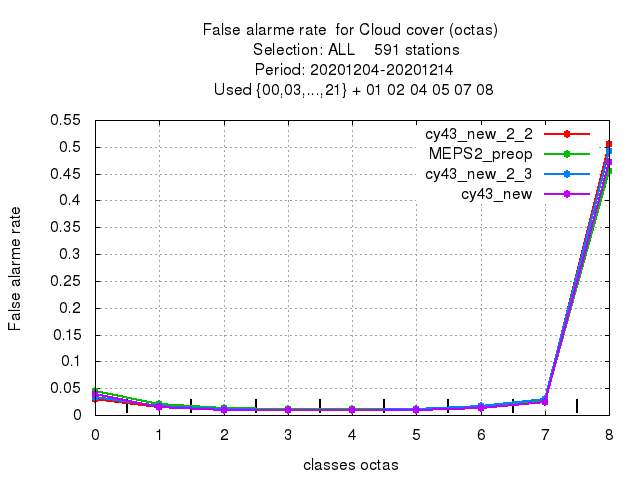 False alarme rate  for Cloud cover (octas)
Selection: ALL    591 stations
Period: 20201204-20201214
Used {00,03,...,21} + 01 02 04 05 07 08
0.55
0.5
0.45
0.4
0.35
0.3
0.25
0.2
0.15
0.1
0.05
0
False alarme rate
cy43_new_2_2
MEPS2_preop
cy43_new_2_3
cy43_new
0 1 2 3 4 5 6 7 8
classes octas